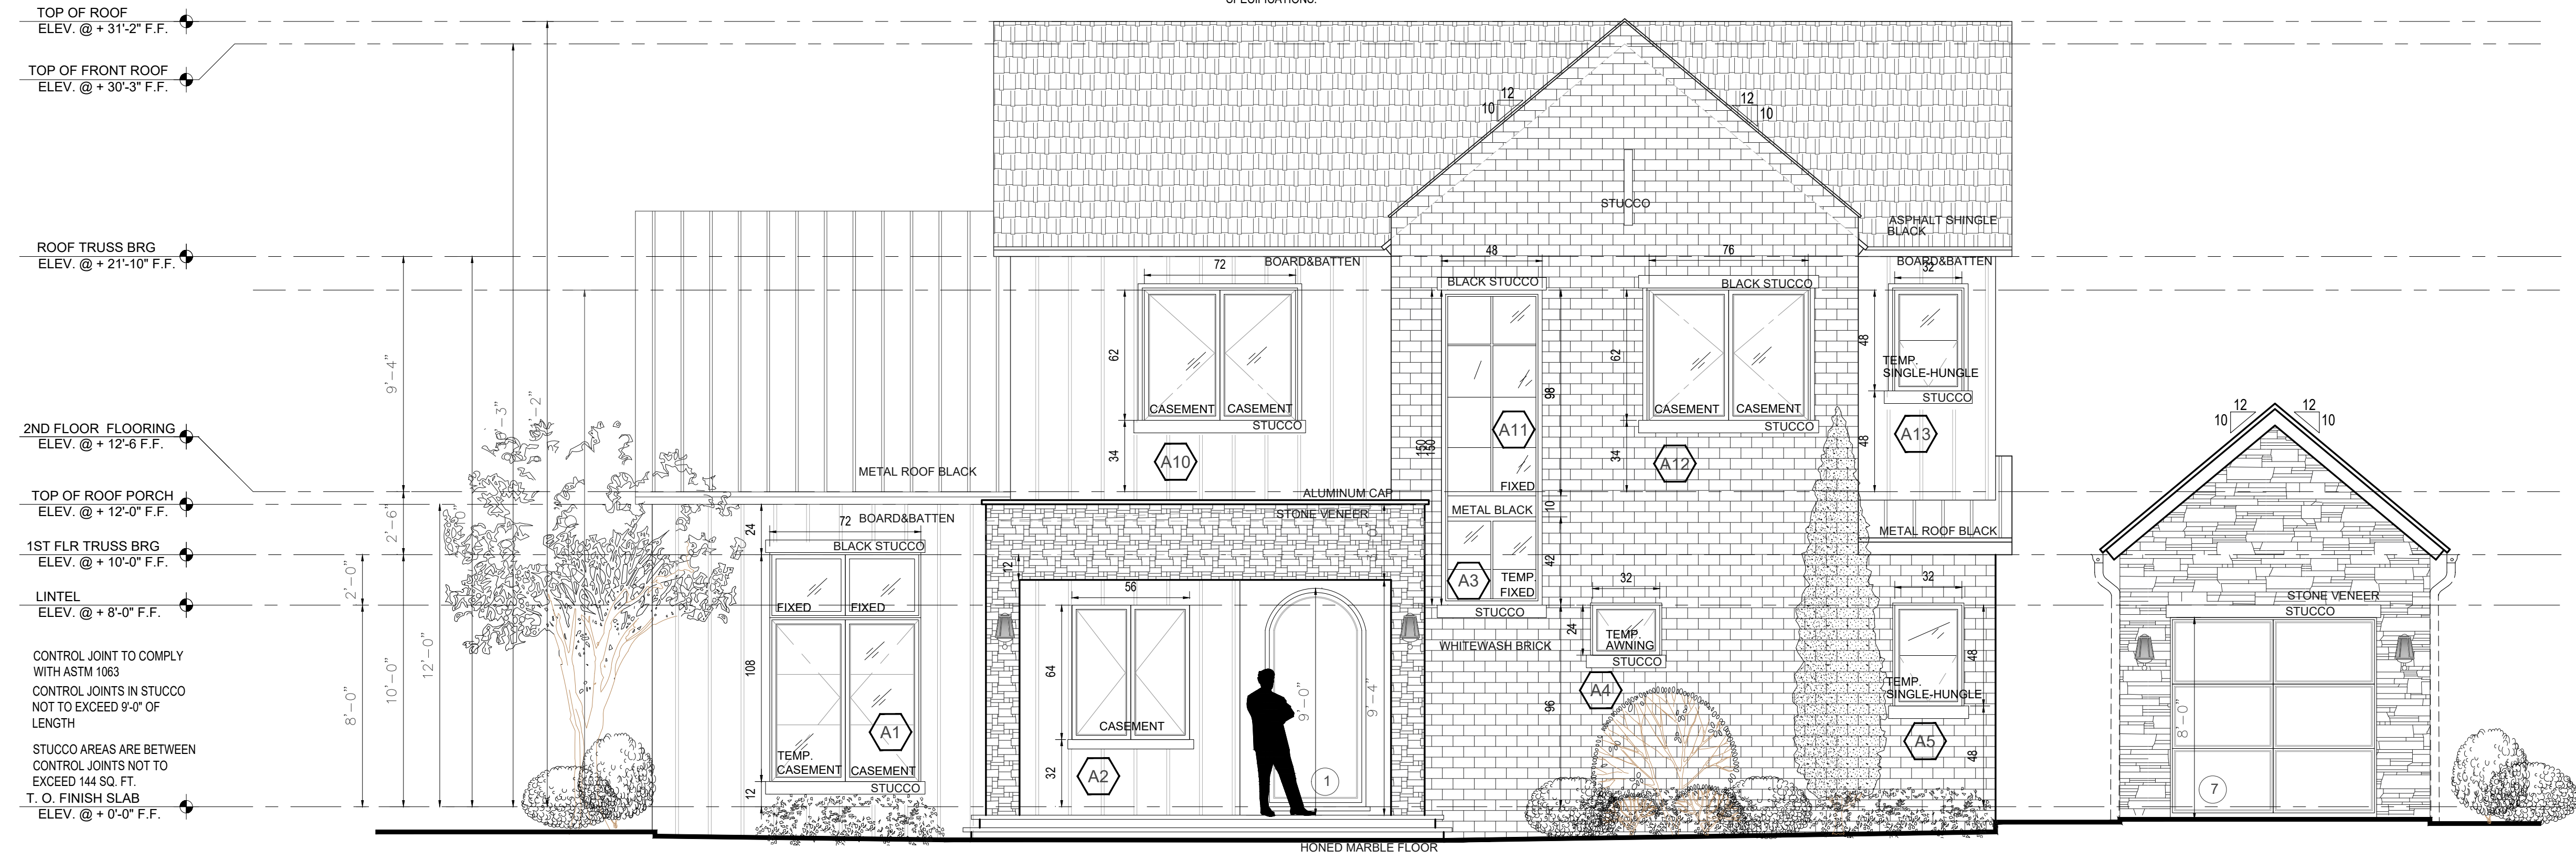 SPECIFICATIONS.
TOP OF ROOF
ELEV. @ + 31'-2" F.F.
TOP OF FRONT ROOF
ELEV. @ + 30'-3" F.F.
ROOF TRUSS BRG
ELEV. @ + 21'-10" F.F.
2ND FLOOR FLOORING
ELEV. @ + 12'-6 F.F.
TOP OF ROOF PORCH
ELEV. @ + 12'-0" F.F.
1ST FLR TRUSS BRG
ELEV. @ + 10'-0" F.F.
LINTEL
ELEV. @ + 8'-0" F.F.
CONTROL JOINT TO COMPLY
WITH ASTM 1063
CONTROL JOINTS IN STUCCO
NOT TO EXCEED 9'-0" OF
LENGTH
STUCCO AREAS ARE BETWEEN
CONTROL JOINTS NOT TO
EXCEED 144 SQ. FT.
T. O. FINISH SLAB
ELEV. @ + 0'-0" F.F.
9'-4"
2'-6"
2'-0"
8'-0"
10'-0"
12'-0"
METAL ROOF BLACK
24
72
BOARD&BATTEN
BLACK STUCCO
FIXED
FIXED
108
A1
TEMP.
CASEMENT
CASEMENT
STUCCO
12
72
BOARD&BATTEN
62
CASEMENT
CASEMENT
STUCCO
34
A10
ALUMINUM CAP
STONE VENEER
12
56
64
CASEMENT
32
A2
9'-0"
9'-4"
1
HONED MARBLE FLOOR
12
10
12
10
STUCCO
48
BLACK STUCCO
150
150
98
A11
FIXED
METAL BLACK
10
42
A3
TEMP.
FIXED
STUCCO
WHITEWASH BRICK
96
76
BLACK STUCCO
62
CASEMENT
CASEMENT
STUCCO
34
A12
32
24
TEMP.
AWNING
STUCCO
A4
ASPHALT SHINGLE
BLACK
BOARD&BATTEN
32
48
TEMP.
SINGLE-HUNGLE
STUCCO
48
A13
METAL ROOF BLACK
32
48
TEMP.
SINGLE-HUNGLE
A5
48
12
10
12
10
STONE VENEER
STUCCO
8'-0"
7